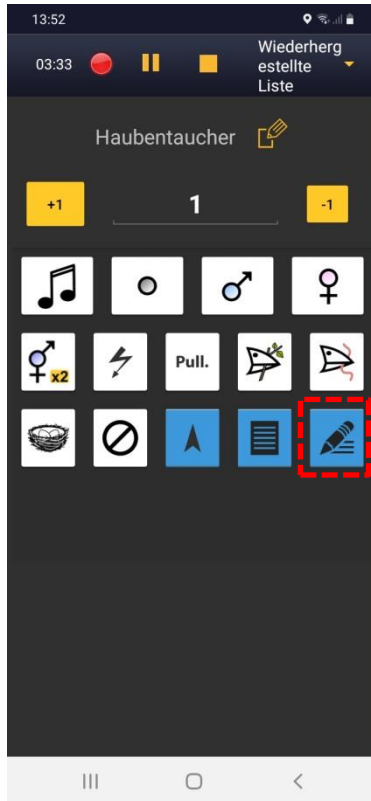 13:52
03:33
Wiederherg
estellte
Liste
Haubentaucher
+1
1
-1
x2
Pull.